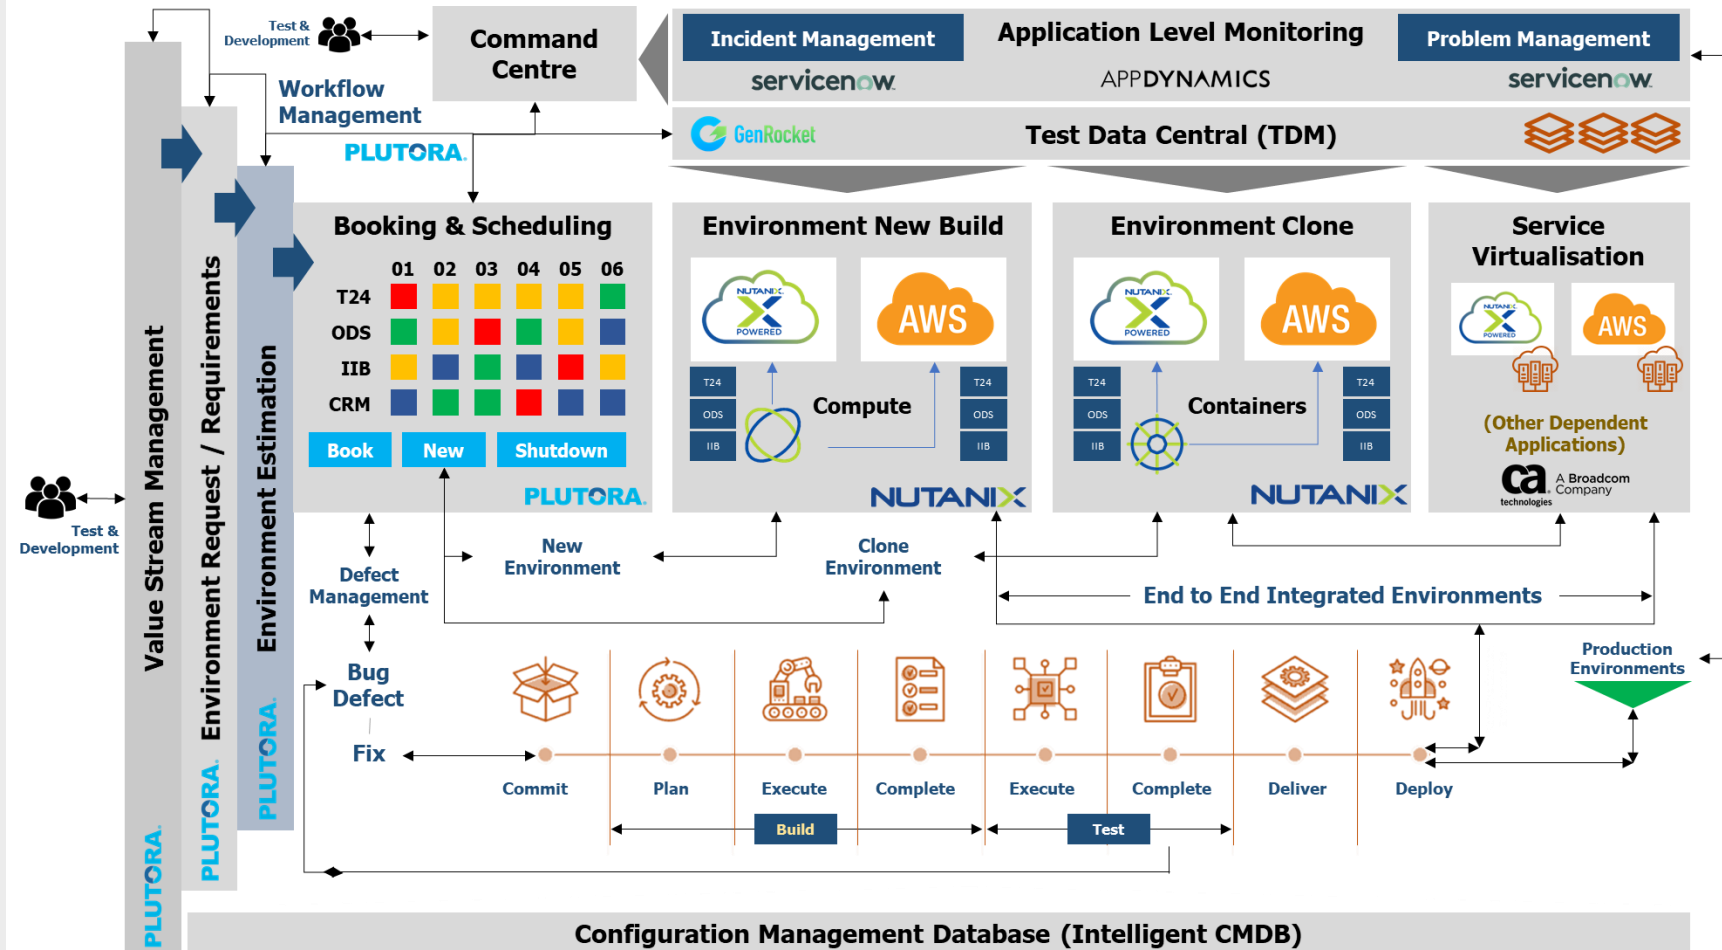 Test &
Development
Command
Centre
Incident Management
servicenow.
Application Level Monitoring
APPDYNAMICS
Problem Management
servicenow.
Workflow
Management
PLUTORA.
GenRocket
Test Data Central (TDM)
Value Stream Management
PLUTORA.
Environment Request / Requirements
PLUTORA.
Environment Estimation
PLUTORA.
Test &
Development
Booking & Scheduling
01 02 03 04 05 06
T24
ODS
IIB
CRM
Book New Shutdown
PLUTORA.
Environment New Build
NUTANIX
POWERED
AWS
T24
ODS
IIB
Compute
T24
ODS
IIB
NUTANIX
Environment Clone
NUTANIX
POWERED
AWS
T24
ODS
IIB
Containers
T24
ODS
IIB
NUTANIX
Service
Virtualisation
NUTANIX
POWERED
AWS
(Other Dependent
Applications)
ca
technologies
A Broadcom
Company
New
Environment
Clone
Environment
Defect
Management
End to End Integrated Environments
Bug
Defect
Fix
Production
Environments
Commit Plan Execute Complete Execute Complete Deliver Deploy
Build Test
Configuration Management Database (Intelligent CMDB)